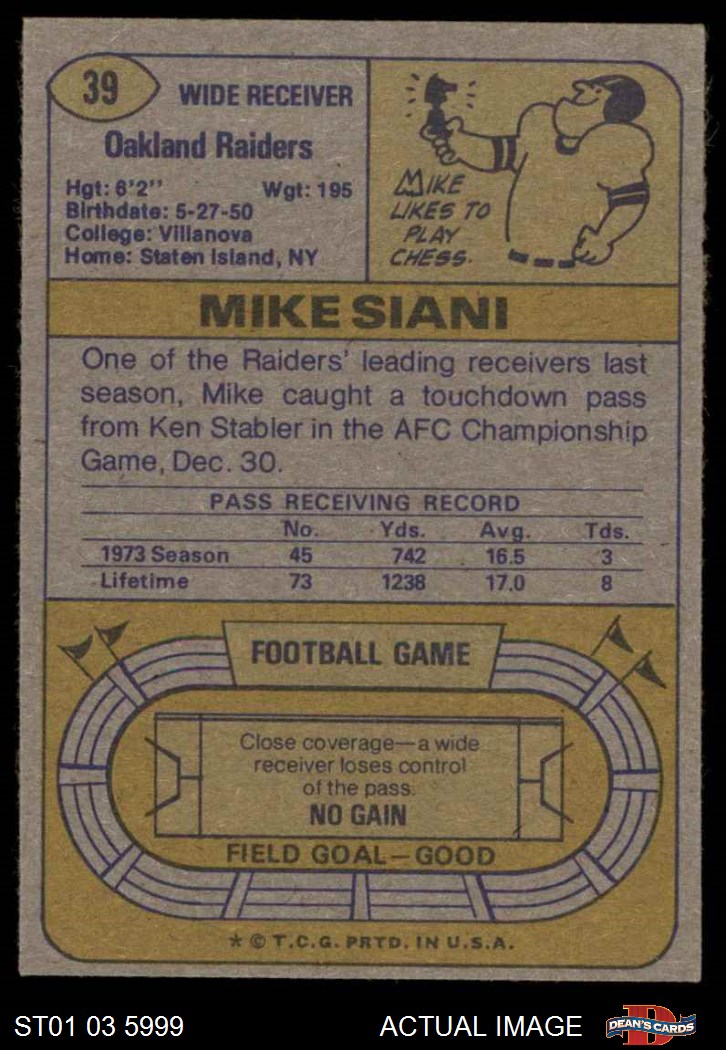 39
WIDE RECEIVER
Oakland Raiders
Hgt: 6'2'' Wgt: 195
Birthdate: 5-27-50
College: Villanova
Home: Staten Island, NY
MIKE
LIKES TO
PLAY
CHESS.
MIKE SIANI
One of the Raiders' leading receivers last
season, Mike caught a touchdown pass
from Ken Stabler in the AFC Championship
Game, Dec. 30.
PASS RECEIVING RECORD
No. Yds. Avg. Tds.
1973 Season 45 742 16.5 3
Lifetime 73 1238 17.0 8
FOOTBALL GAME
Close coverage—a wide
receiver loses control
of the pass.
NO GAIN
FIELD GOAL—GOOD
* © T.C.G. PRTD. IN U.S.A.
ST01 03 5999 ACTUAL IMAGE
D
DEAN'S CARDS